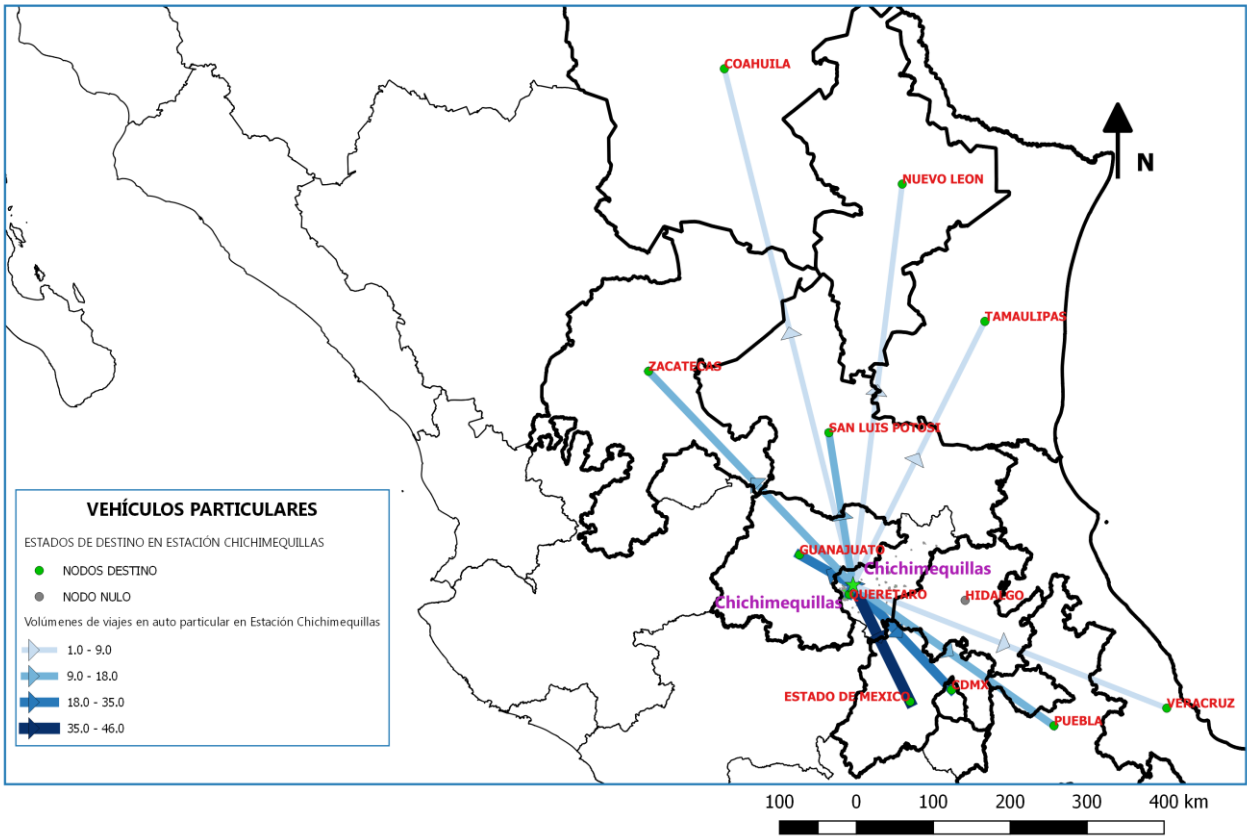 COAHUILA
NUEVO LEON
N
TAMAULIPAS
ZACATECAS
SAN LUIS POTOSI
GUANAJUATO
Chichimequillas
QUERETARO
HIDALGO
Chichimequillas
ESTADO DE MEXICO
CDMX
VERACRUZ
PUEBLA
VEHÍCULOS PARTICULARES
ESTADOS DE DESTINO EN ESTACIÓN CHICHIMEQUILLAS
NODOS DESTINO
NODO NULO
Volúmenes de viajes en auto particular en Estación Chichimequillas
1.0 - 9.0
9.0 - 18.0
18.0 - 35.0
35.0 - 46.0
100 0 100 200 300 400 km